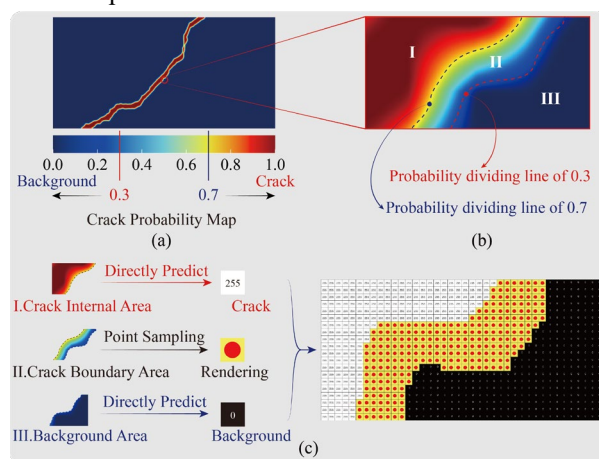 I
II
III
0.0 0.2 0.4 0.6 0.8 1.0
Background 0.3 0.7 Crack
Crack Probability Map
(a)
Probability dividing line of 0.3
Probability dividing line of 0.7
(b)
Directly Predict
255
I.Crack Internal Area Crack
Point Sampling
II.Crack Boundary Area Rendering
Directly Predict
0
III.Background Area Background
(c)